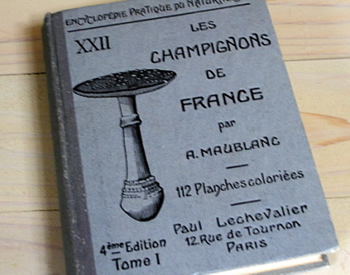 ENCYCLOPÉDIE PRATIQUE DU NATURALISTE
XXII
LES
CHAMPIGNONS
DE
FRANCE
par
A. MAUBLANC
112 Planches coloriées
4ème Edition
Tome I
Paul Lechevalier
12 Rue de Tournon
PARIS